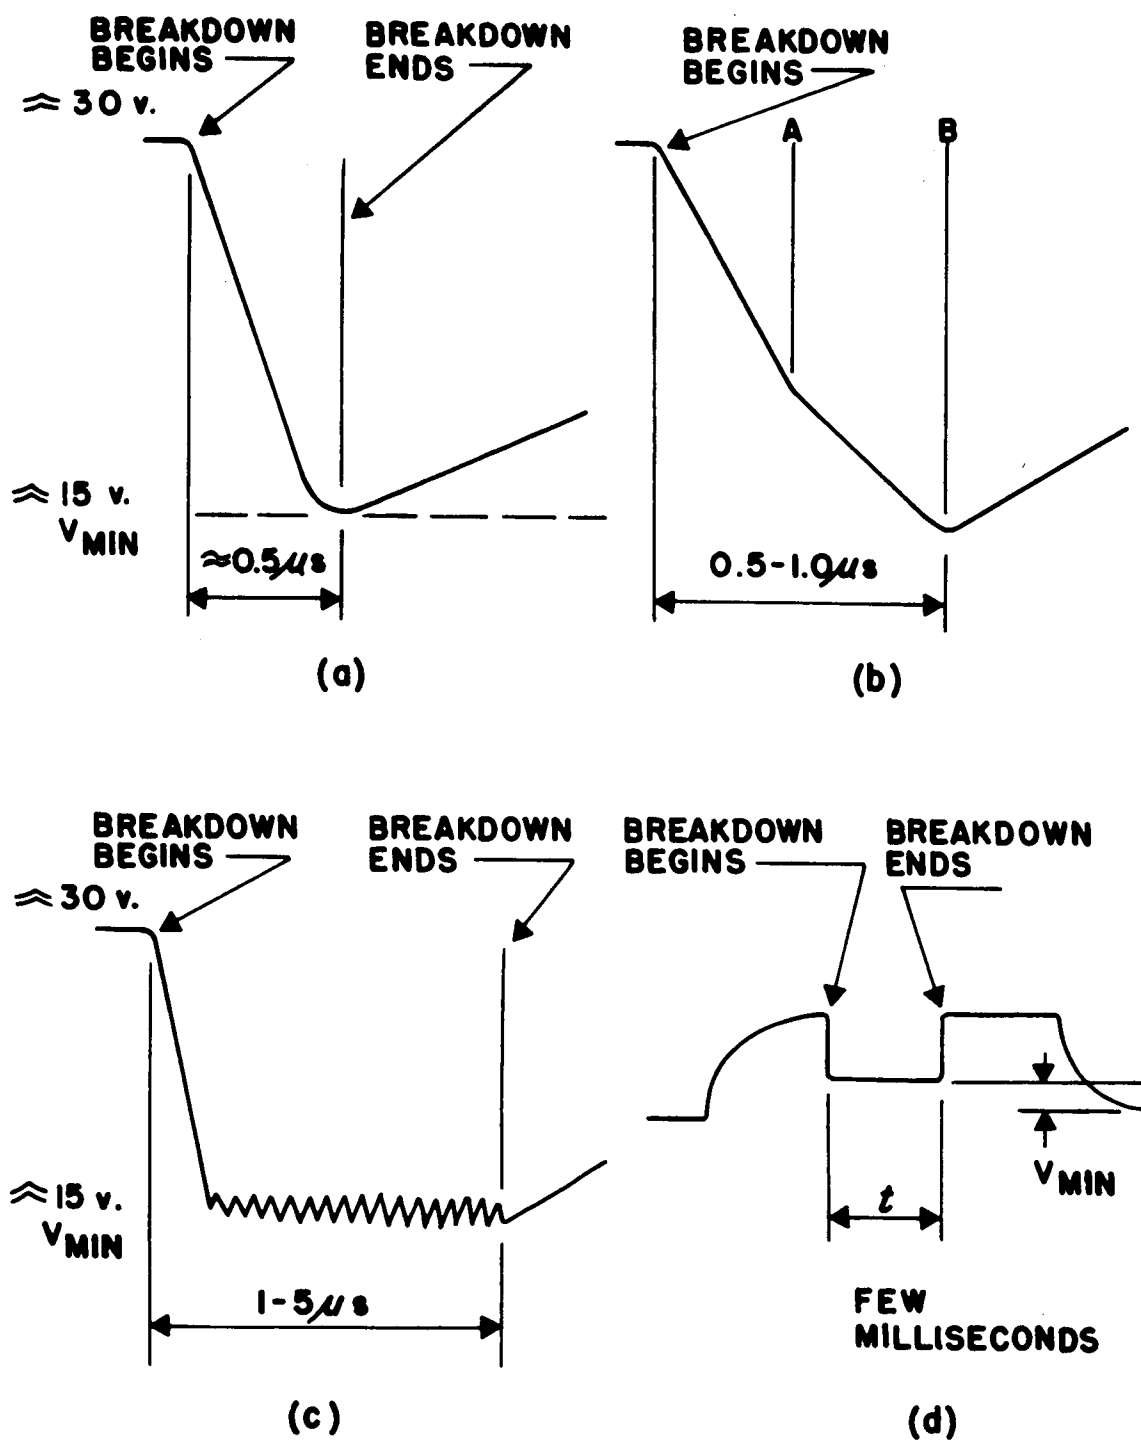 BREAKDOWN
BEGINS
BREAKDOWN
ENDS
≈ 30 v.
≈ 15 v.
VMIN
≈0.5μs
(a)
BREAKDOWN
BEGINS
A
B
0.5-1.0μs
(b)
BREAKDOWN
BEGINS
BREAKDOWN
ENDS
≈ 30 v.
≈ 15 v.
VMIN
1-5μs
(c)
BREAKDOWN
BEGINS
BREAKDOWN
ENDS
VMIN
t
FEW
MILLISECONDS
(d)